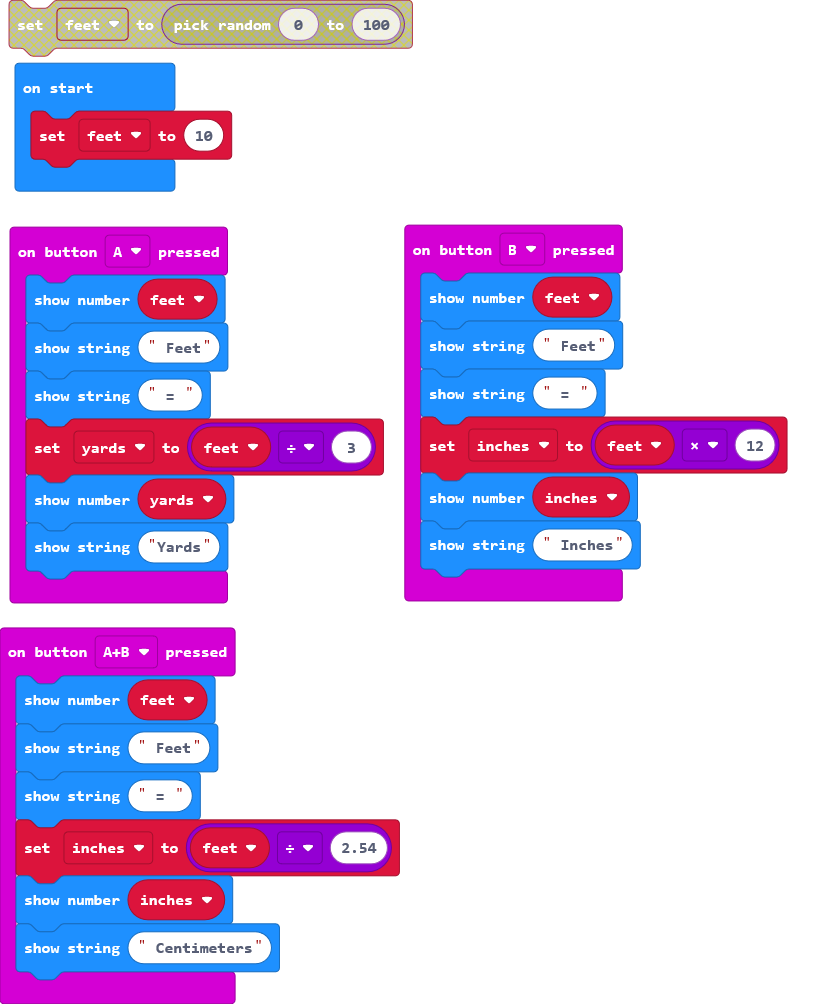 set feet to pick random 0 to 100
on start
set feet to 10
on button A pressed
show number feet
show string " Feet"
show string " = "
set yards to feet ÷ 3
show number yards
show string "Yards"
on button B pressed
show number feet
show string " Feet"
show string " = "
set inches to feet × 12
show number inches
show string " Inches"
on button A+B pressed
show number feet
show string " Feet"
show string " = "
set inches to feet ÷ 2.54
show number inches
show string " Centimeters"